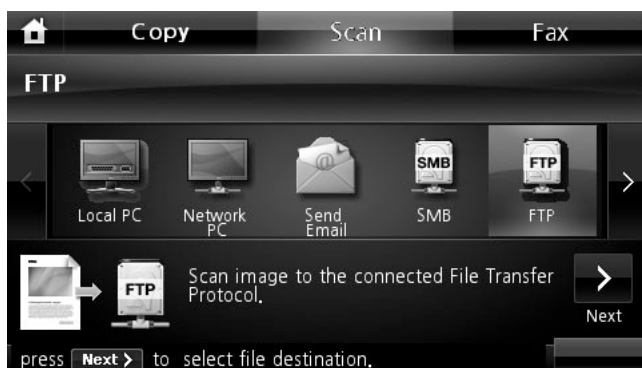 Copy Scan Fax
FTP
@ SMB FTP
Local PC Network PC Send Email SMB FTP
FTP
Scan image to the connected File Transfer
Protocol.
Next
press Next > to select file destination.